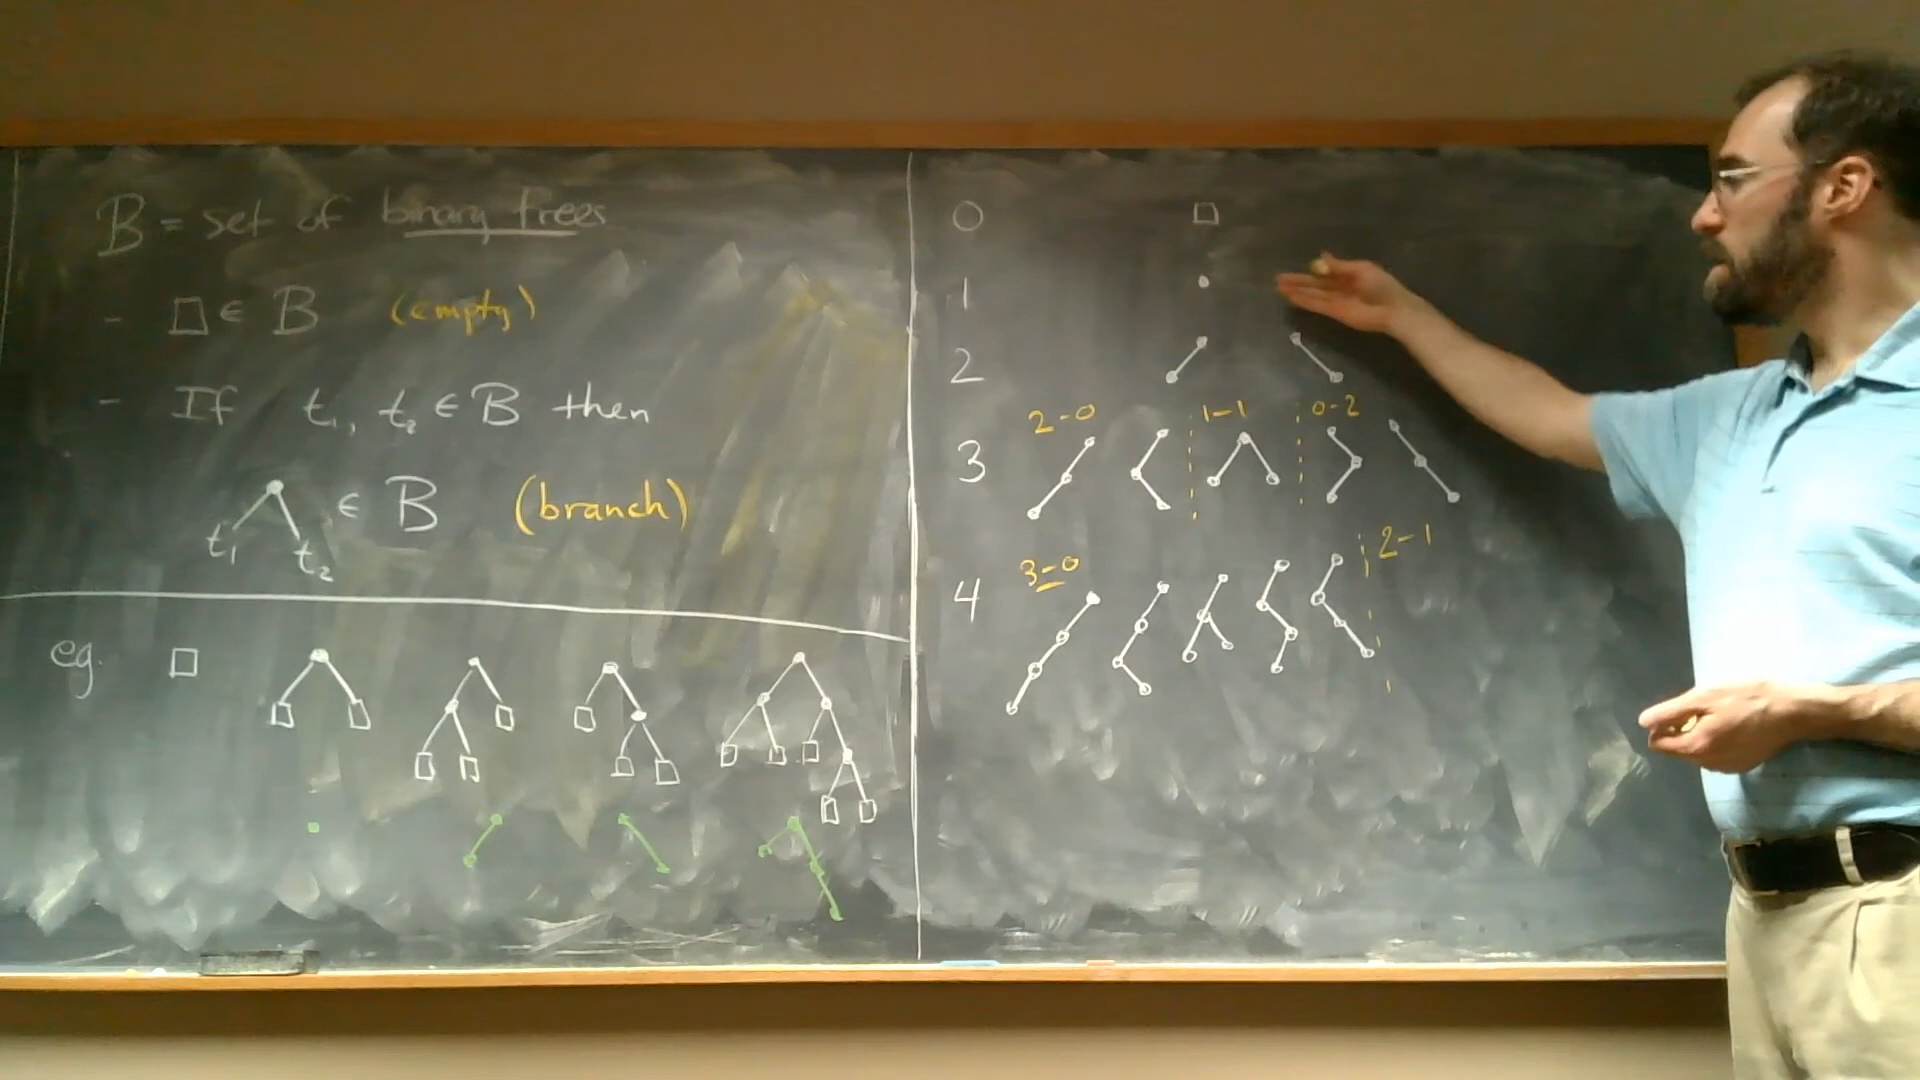 B = set of binary trees
- □ ∈ B (empty)
- If t₁, t₂ ∈ B then
t₁ t₂ ∈ B (branch)
eg. □
0 □
1
2
2-0 1-1 0-2
3
3-0 2-1
4